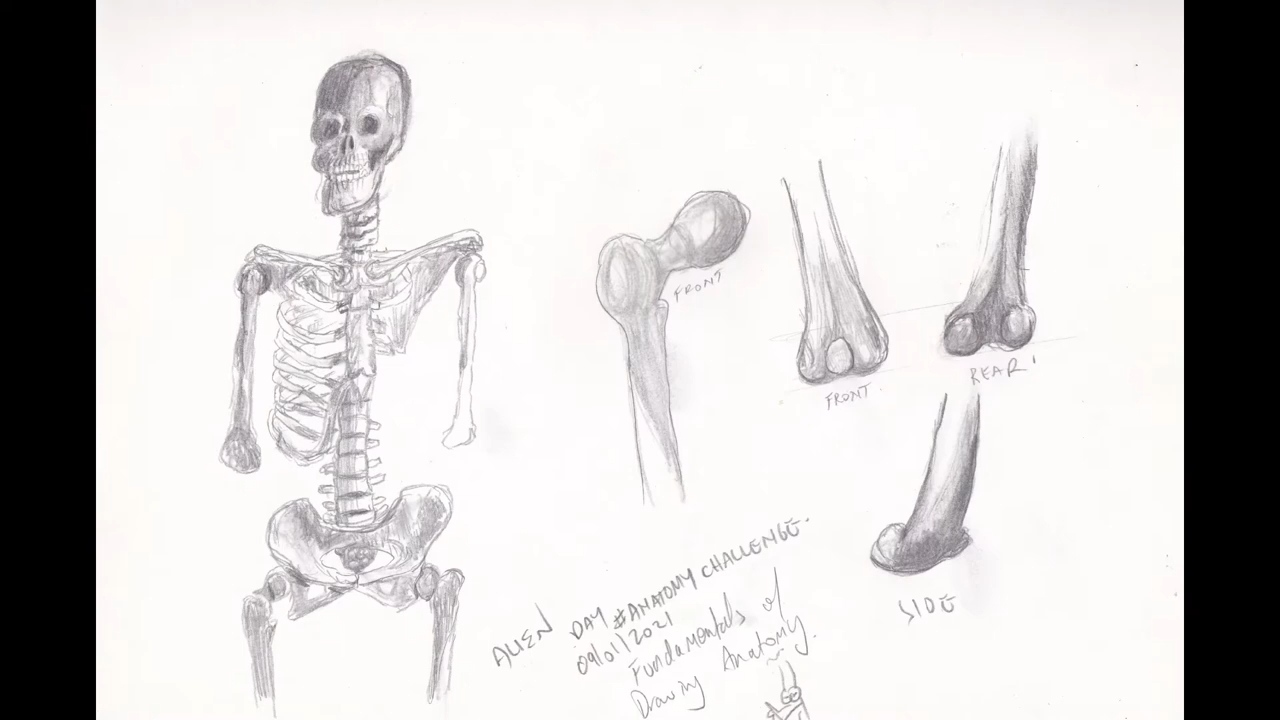 FRONT
FRONT
REAR
SIDE
ALIEN DAY #ANATOMY CHALLENGE.
09/01/2021
Fundamentals of
Drawing Anatomy.